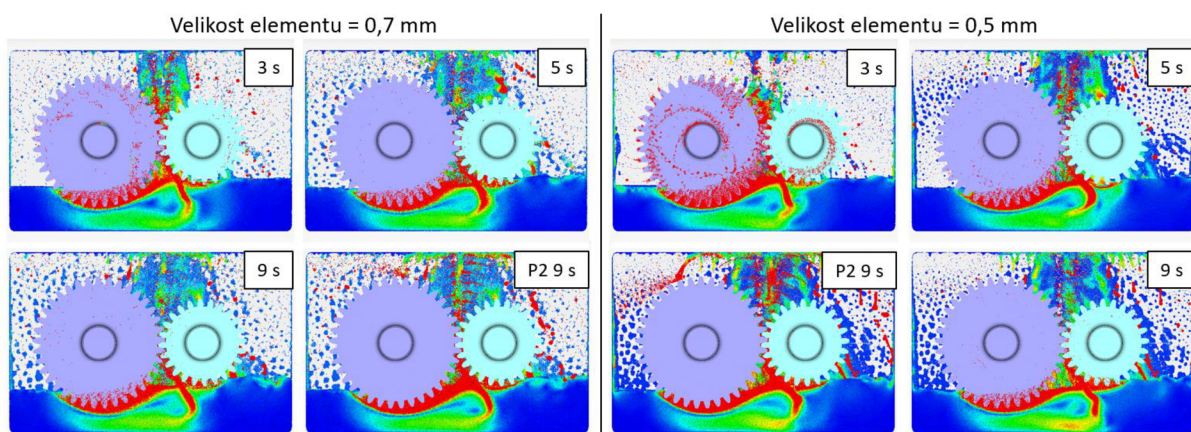 Velikost elementu = 0,7 mm
Velikost elementu = 0,5 mm
3 s
5 s
3 s
5 s
9 s
P2 9 s
P2 9 s
9 s